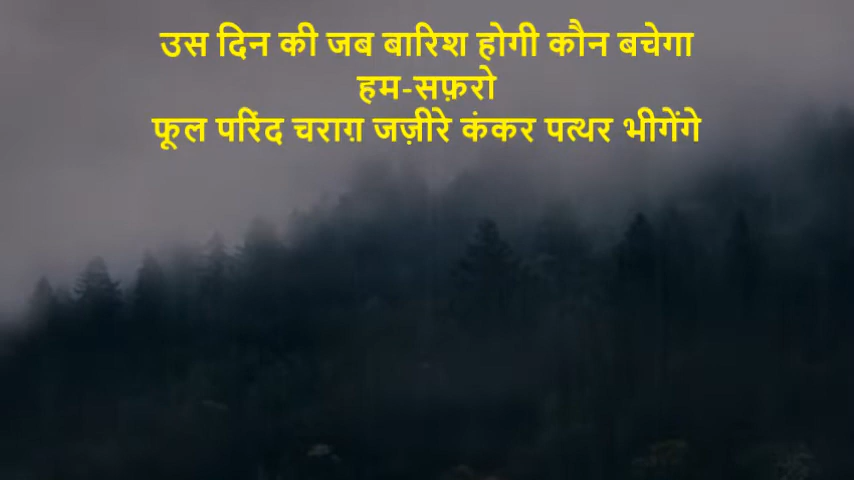 उस दिन की जब बारिश होगी कौन बचेगा
हम-सफ़रो
फूल परिंद चराग़ जज़ीरे कंकर पत्थर भीगेंगे